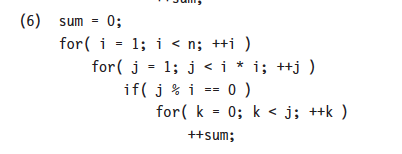 (6) sum = 0;
for( i = 1; i < n; ++i )
for( j = 1; j < i * i; ++j )
if( j % i == 0 )
for( k = 0; k < j; ++k )
++sum;